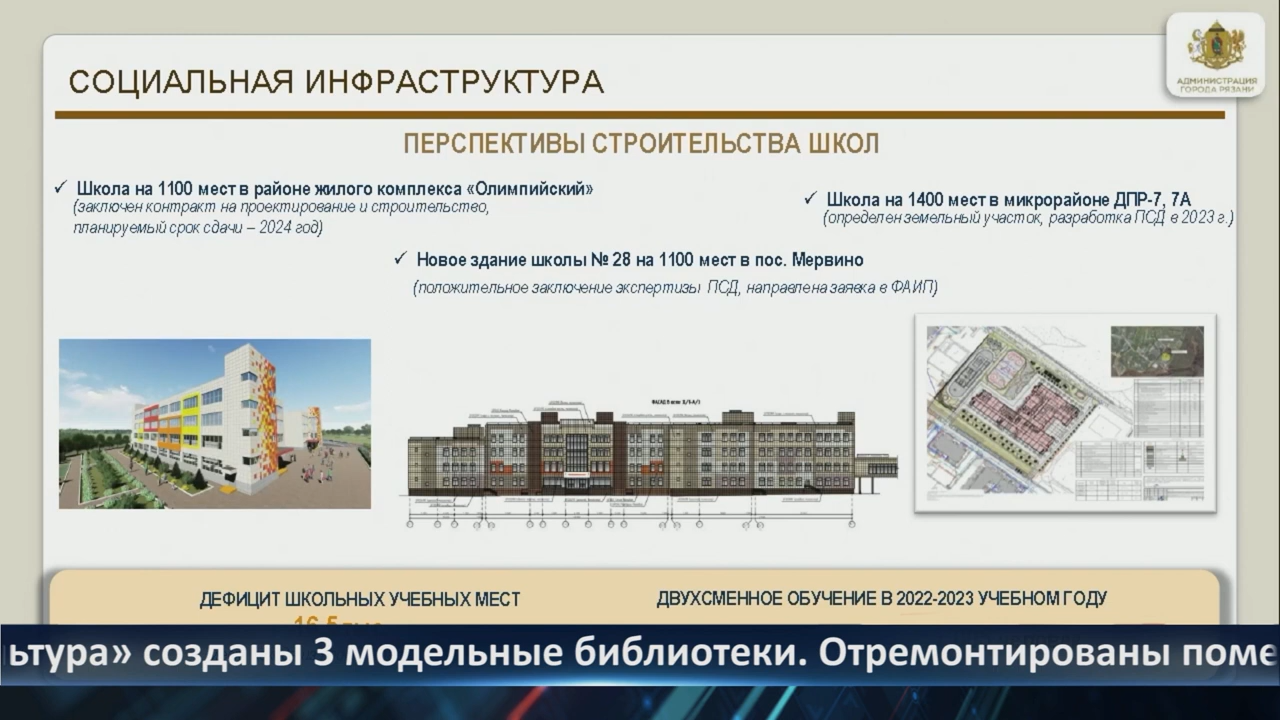 СОЦИАЛЬНАЯ ИНФРАСТРУКТУРА
АДМИНИСТРАЦИЯ
ГОРОДА РЯЗАНИ
ПЕРСПЕКТИВЫ СТРОИТЕЛЬСТВА ШКОЛ
✓ Школа на 1100 мест в районе жилого комплекса «Олимпийский»
(заключен контракт на проектирование и строительство,
планируемый срок сдачи – 2024 год)
✓ Школа на 1400 мест в микрорайоне ДПР-7, 7А
(определен земельный участок, разработка ПСД в 2023 г.)
✓ Новое здание школы № 28 на 1100 мест в пос. Мервино
(положительное заключение экспертизы ПСД, направлена заявка в ФАИП)
ДЕФИЦИТ ШКОЛЬНЫХ УЧЕБНЫХ МЕСТ
ДВУХСМЕННОЕ ОБУЧЕНИЕ В 2022-2023 УЧЕБНОМ ГОДУ
ьтура» созданы 3 модельные библиотеки. Отремонтированы поме